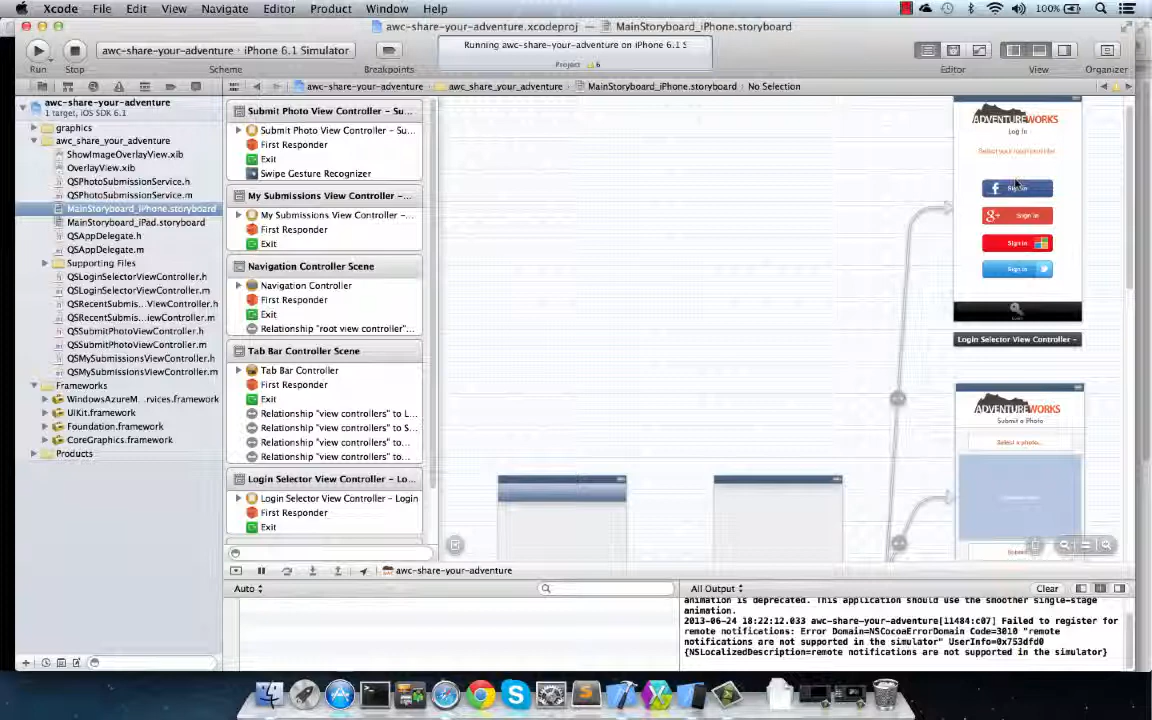 Xcode File Edit View Navigate Editor Product Window Help 100%
awc-share-your-adventure.xcodeproj — MainStoryboard_iPhone.storyboard
awc-share-your-adventure › iPhone 6.1 Simulator
Running awc-share-your-adventure on iPhone 6.1 S
Project 6
Run Stop Scheme Breakpoints Editor View Organizer
awc-share-your-adventure awc_share_your_adventure MainStoryboard_iPhone.storyboard No Selection
awc-share-your-adventure
1 target, iOS SDK 6.1
graphics
awc_share_your_adventure
ShowImageOverlayView.xib
OverlayView.xib
QSPhotoSubmissionService.h
QSPhotoSubmissionService.m
MainStoryboard_iPhone.storyboard
MainStoryboard_iPad.storyboard
QSAppDelegate.h
QSAppDelegate.m
Supporting Files
QSLoginSelectorViewController.h
QSLoginSelectorViewController.m
QSRecentSubmis...ViewController.h
QSRecentSubmis...iewController.m
QSSubmitPhotoViewController.h
QSSubmitPhotoViewController.m
QSMySubmissionsViewController.h
QSMySubmissionsViewController.m
Frameworks
WindowsAzureM...rvices.framework
UIKit.framework
Foundation.framework
CoreGraphics.framework
Products
Submit Photo View Controller – Su...
Submit Photo View Controller – Su...
First Responder
Exit
Swipe Gesture Recognizer
My Submissions View Controller –...
My Submissions View Controller –...
First Responder
Exit
Navigation Controller Scene
Navigation Controller
First Responder
Exit
Relationship "root view controller"...
Tab Bar Controller Scene
Tab Bar Controller
First Responder
Exit
Relationship "view controllers" to L...
Relationship "view controllers" to S...
Relationship "view controllers" to...
Relationship "view controllers" to...
Login Selector View Controller – Lo...
Login Selector View Controller – Login
First Responder
Exit
ADVENTUREWORKS
Log In
Select your login provider
Sign in
Sign in
Sign in
Sign in
Login Selector View Controller –
ADVENTUREWORKS
Submit a Photo
Select a photo...
awc-share-your-adventure
Auto
All Output
Clear
animation is deprecated. This application should use the smoother single-stage
animation.
2013-06-24 18:22:12.033 awc-share-your-adventure[11484:c07] Failed to register for
remote notifications: Error Domain=NSCocoaErrorDomain Code=3010 "remote
notifications are not supported in the simulator" UserInfo=0x753dfd0
{NSLocalizedDescription=remote notifications are not supported in the simulator}